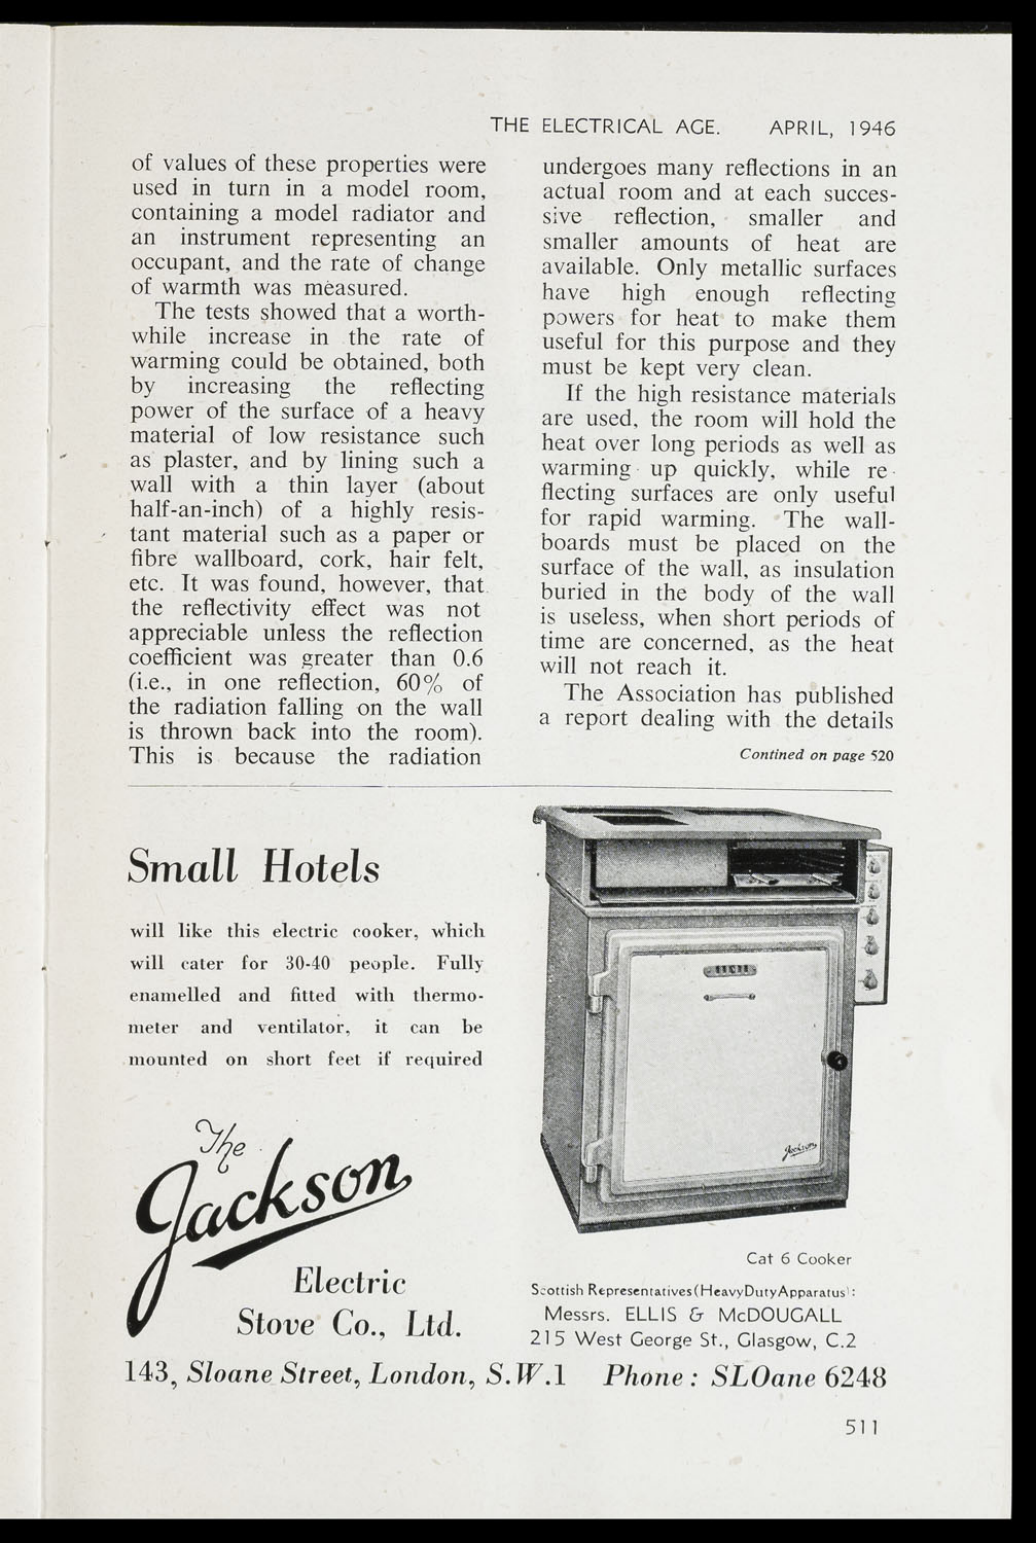 THE ELECTRICAL AGE. APRIL, 1946
of values of these properties were
used in turn in a model room,
containing a model radiator and
an instrument representing an
occupant, and the rate of change
of warmth was measured.
The tests showed that a worth-
while increase in the rate of
warming could be obtained, both
by increasing the reflecting
power of the surface of a heavy
material of low resistance such
as plaster, and by lining such a
wall with a thin layer (about
half-an-inch) of a highly resis-
tant material such as a paper or
fibre wallboard, cork, hair felt,
etc. It was found, however, that
the reflectivity effect was not
appreciable unless the reflection
coefficient was greater than 0.6
(i.e., in one reflection, 60% of
the radiation falling on the wall
is thrown back into the room).
This is because the radiation
undergoes many reflections in an
actual room and at each succes-
sive reflection, smaller and
smaller amounts of heat are
available. Only metallic surfaces
have high enough reflecting
powers for heat to make them
useful for this purpose and they
must be kept very clean.
If the high resistance materials
are used, the room will hold the
heat over long periods as well as
warming up quickly, while re-
flecting surfaces are only useful
for rapid warming. The wall-
boards must be placed on the
surface of the wall, as insulation
buried in the body of the wall
is useless, when short periods of
time are concerned, as the heat
will not reach it.
The Association has published
a report dealing with the details
Contined on page 520
Small Hotels
will like this electric cooker, which
will cater for 30-40 people. Fully
enamelled and fitted with thermo-
meter and ventilator, it can be
mounted on short feet if required
The
Jackson
Electric
Stove Co., Ltd.
Jackson
Cat 6 Cooker
Scottish Representatives (Heavy Duty Apparatus):
Messrs. ELLIS & McDOUGALL
215 West George St., Glasgow, C.2
143, Sloane Street, London, S.W.1 Phone: SLOane 6248
511